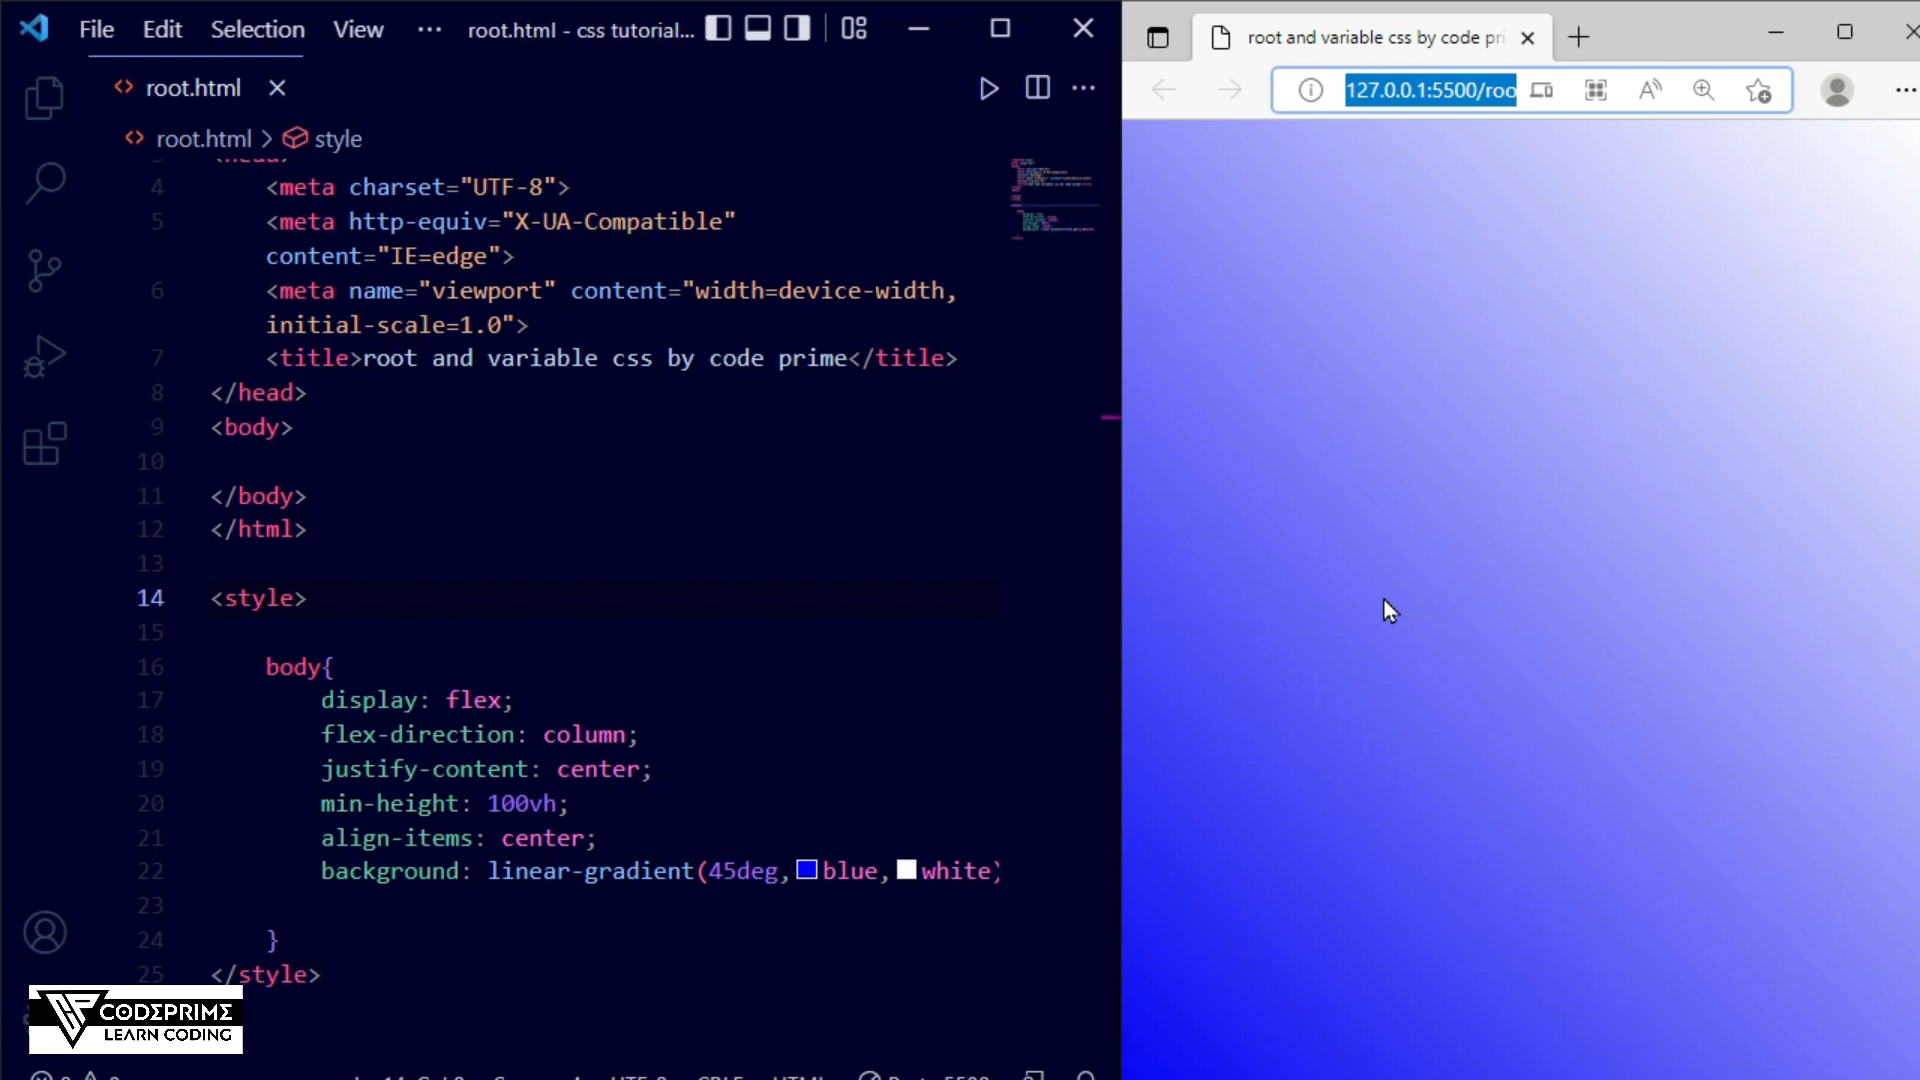 File Edit Selection View ··· root.html - css tutorial...
root.html
root.html > style
4 <meta charset="UTF-8">
5 <meta http-equiv="X-UA-Compatible"
content="IE=edge">
6 <meta name="viewport" content="width=device-width,
initial-scale=1.0">
7 <title>root and variable css by code prime</title>
8 </head>
9 <body>
10
11 </body>
12 </html>
13
14 <style>
15
16 body{
17 display: flex;
18 flex-direction: column;
19 justify-content: center;
20 min-height: 100vh;
21 align-items: center;
22 background: linear-gradient(45deg, blue, white)
23
24 }
25 </style>
CODEPRIME
LEARN CODING
root and variable css by code pri
127.0.0.1:5500/roo